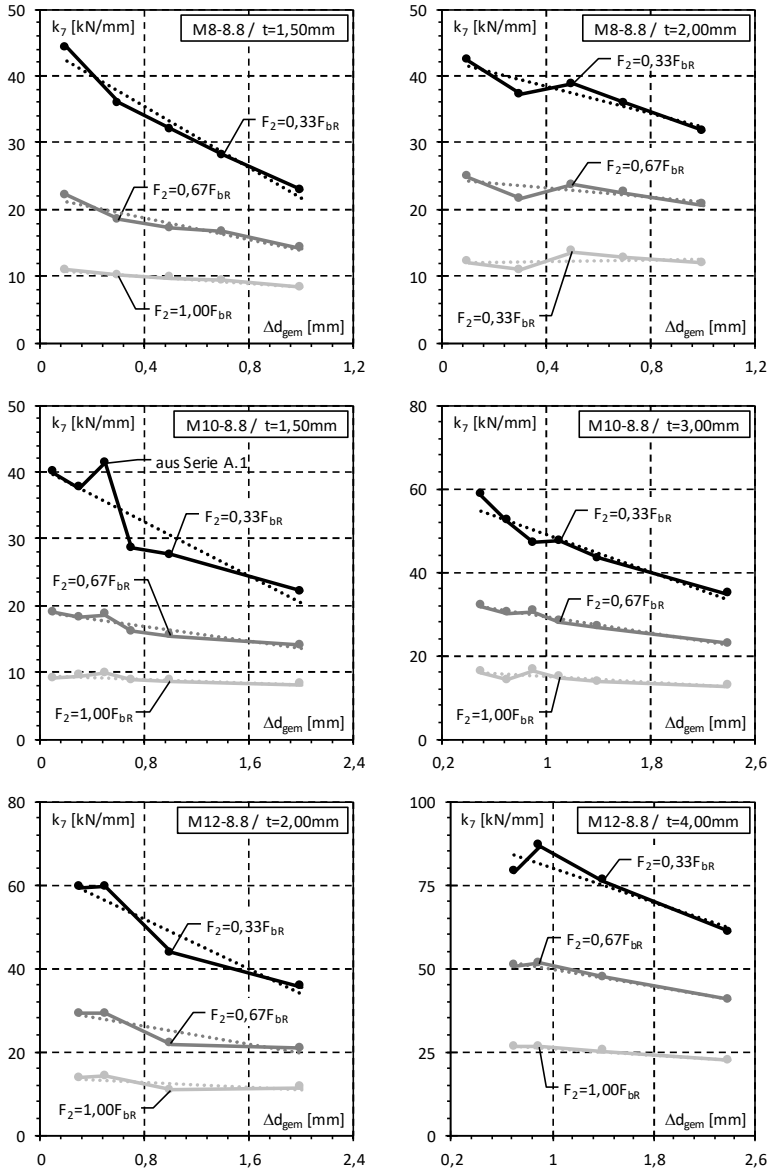 k7 [kN/mm]
M8-8.8 / t=1,50mm
50
40
30
20
10
0
F2=0,33FbR
F2=0,67FbR
F2=1,00FbR
Δdgem [mm]
0 0,4 0,8 1,2
k7 [kN/mm]
M8-8.8 / t=2,00mm
50
40
30
20
10
0
F2=0,33FbR
F2=0,67FbR
F2=0,33FbR
Δdgem [mm]
0 0,4 0,8 1,2
k7 [kN/mm]
M10-8.8 / t=1,50mm
50
40
30
20
10
0
aus Serie A.1
F2=0,33FbR
F2=0,67FbR
F2=1,00FbR
Δdgem [mm]
0 0,8 1,6 2,4
k7 [kN/mm]
M10-8.8 / t=3,00mm
80
60
40
20
0
F2=0,33FbR
F2=0,67FbR
F2=1,00FbR
Δdgem [mm]
0,2 1 1,8 2,6
k7 [kN/mm]
M12-8.8 / t=2,00mm
80
60
40
20
0
F2=0,33FbR
F2=0,67FbR
F2=1,00FbR
Δdgem [mm]
0 0,8 1,6 2,4
k7 [kN/mm]
M12-8.8 / t=4,00mm
100
75
50
25
0
F2=0,33FbR
F2=0,67FbR
F2=1,00FbR
Δdgem [mm]
0,2 1 1,8 2,6